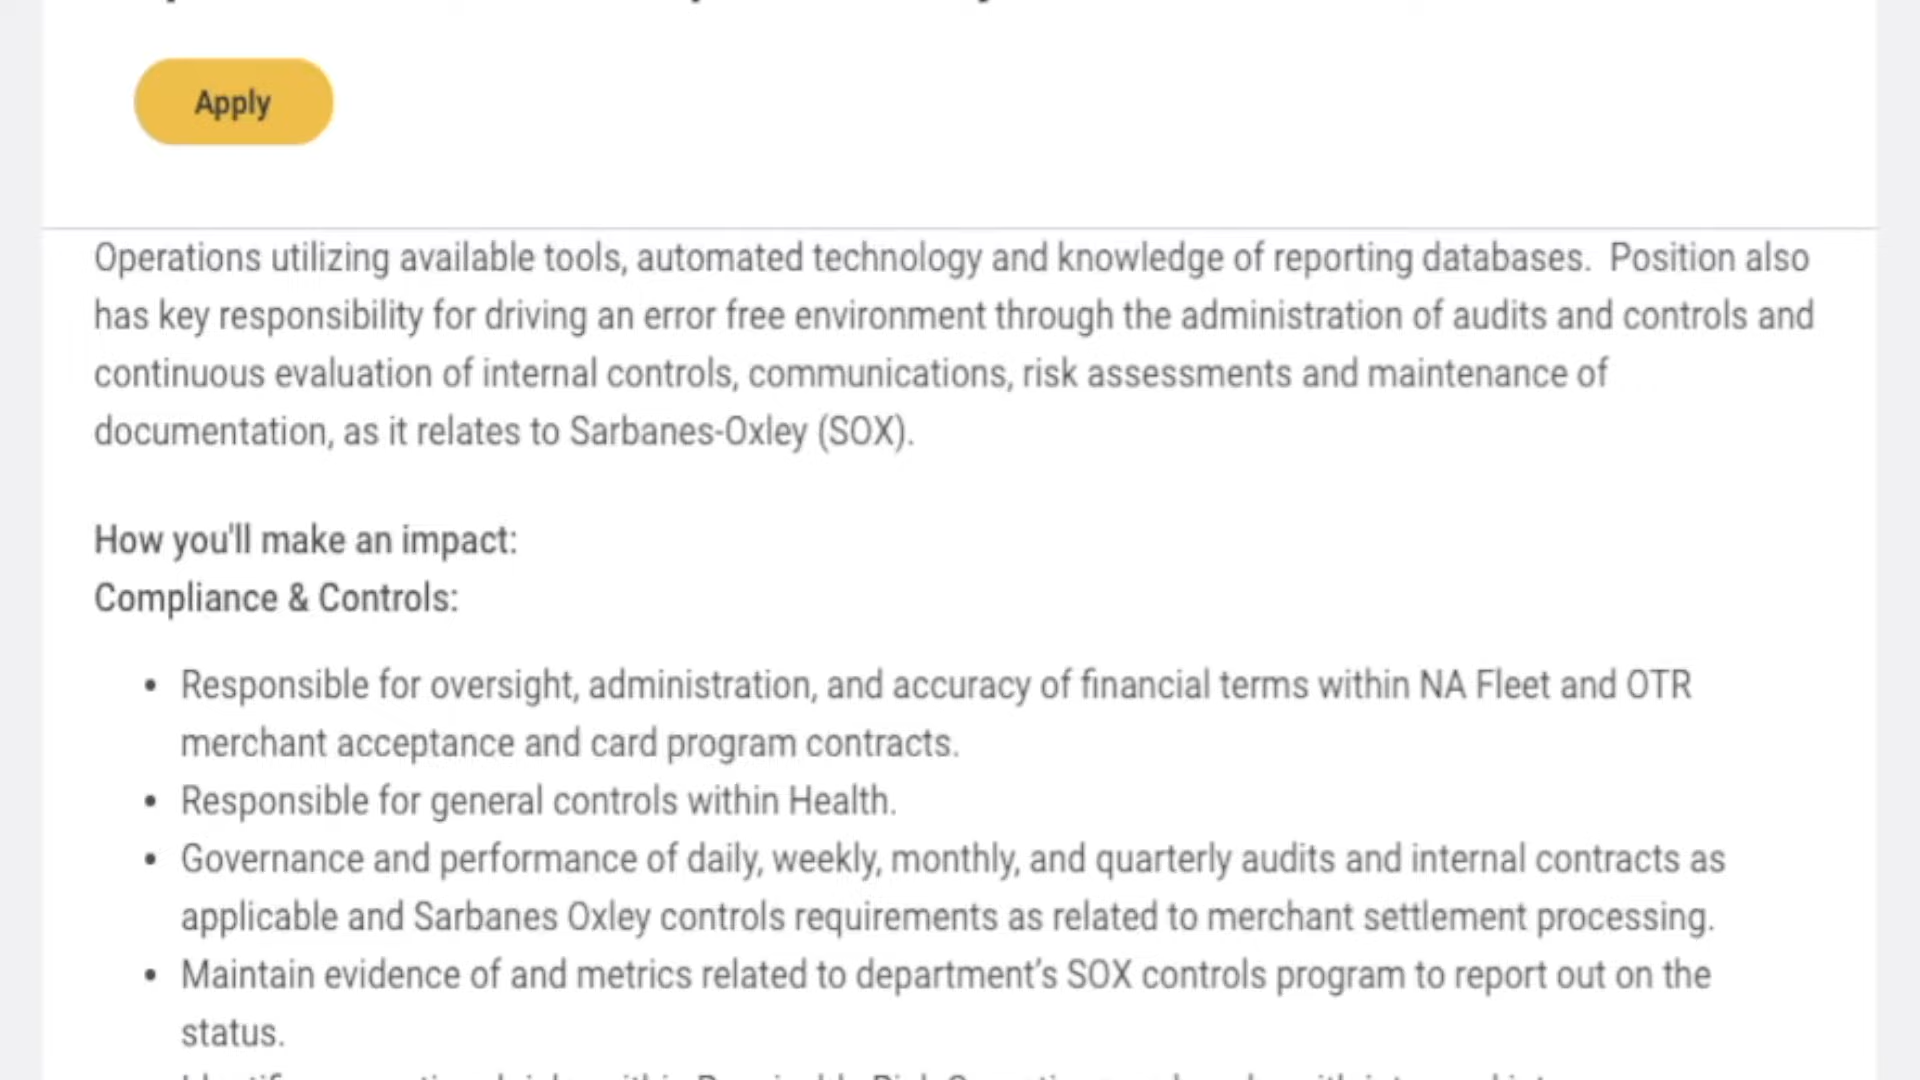 Apply
Operations utilizing available tools, automated technology and knowledge of reporting databases.  Position also
has key responsibility for driving an error free environment through the administration of audits and controls and
continuous evaluation of internal controls, communications, risk assessments and maintenance of
documentation, as it relates to Sarbanes-Oxley (SOX).
How you'll make an impact:
Compliance & Controls:
• Responsible for oversight, administration, and accuracy of financial terms within NA Fleet and OTR
merchant acceptance and card program contracts.
• Responsible for general controls within Health.
• Governance and performance of daily, weekly, monthly, and quarterly audits and internal contracts as
applicable and Sarbanes Oxley controls requirements as related to merchant settlement processing.
• Maintain evidence of and metrics related to department’s SOX controls program to report out on the
status.